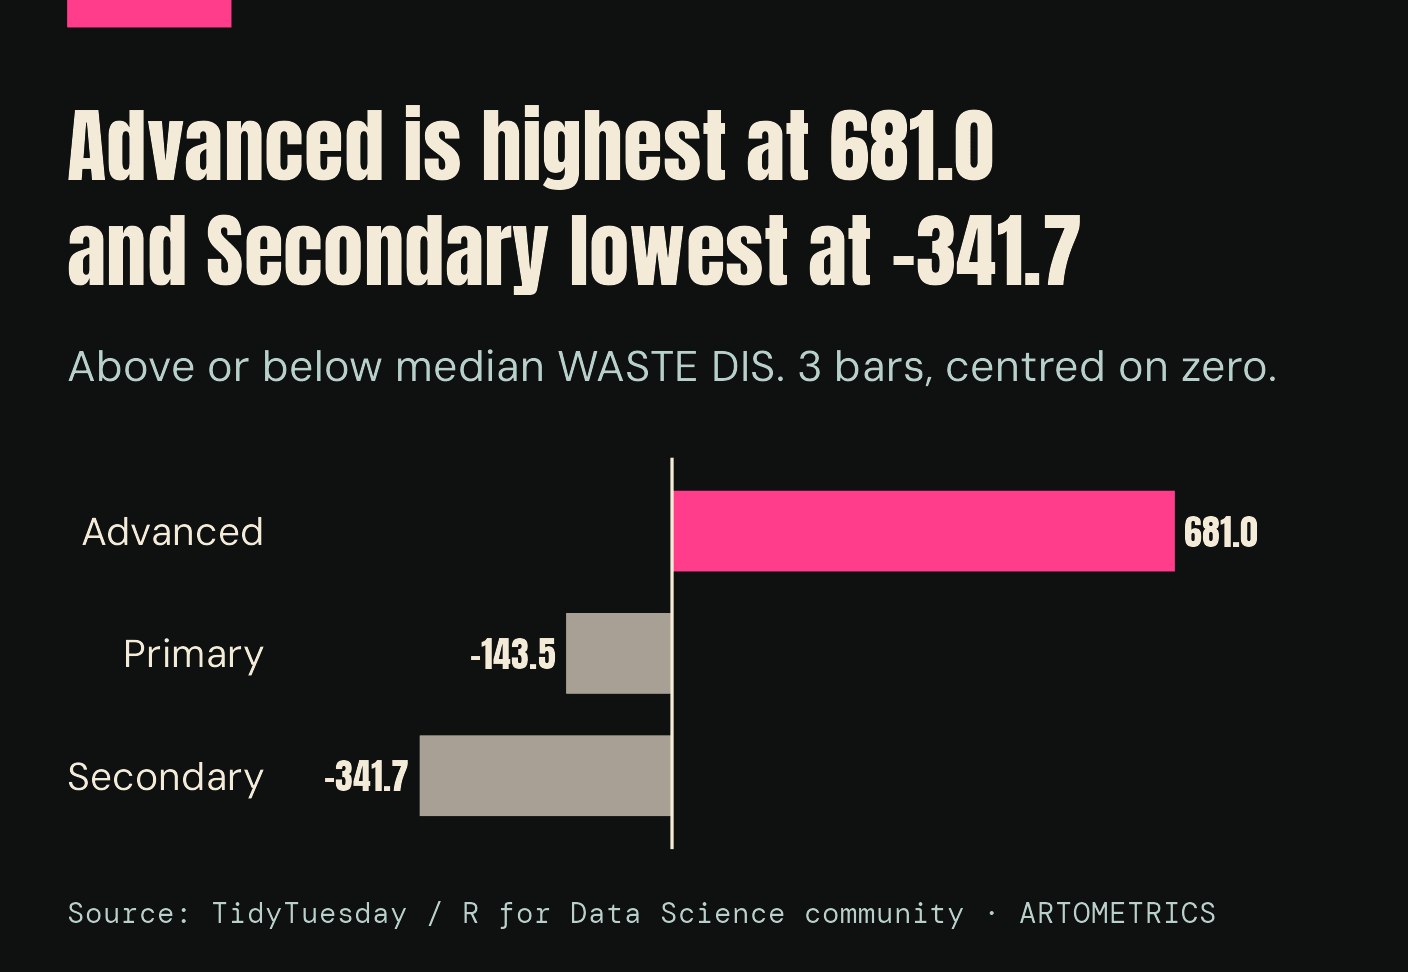 Advanced is highest at 681.0
and Secondary lowest at -341.7
Above or below median WASTE DIS. 3 bars, centred on zero.
Advanced
681.0
Primary
-143.5
Secondary
-341.7
Source: TidyTuesday / R for Data Science community · ARTOMETRICS